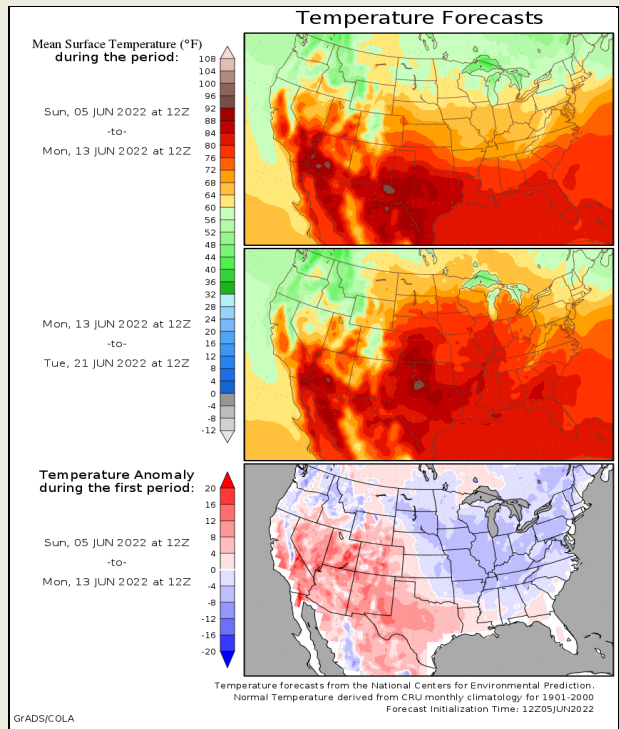 Temperature Forecasts
Mean Surface Temperature (°F)
during the period:
Sun, 05 JUN 2022 at 12Z
-to-
Mon, 13 JUN 2022 at 12Z
108
104
100
96
92
88
84
80
76
72
68
64
60
56
52
48
44
40
36
32
28
24
20
16
12
8
4
0
-4
-8
-12
Mon, 13 JUN 2022 at 12Z
-to-
Tue, 21 JUN 2022 at 12Z
Temperature Anomaly
during the first period:
Sun, 05 JUN 2022 at 12Z
-to-
Mon, 13 JUN 2022 at 12Z
20
16
12
8
4
0
-4
-8
-12
-16
-20
Temperature forecasts from the National Centers for Environmental Prediction.
Normal Temperature derived from CRU monthly climatology for 1901-2000
Forecast Initialization Time: 12Z05JUN2022
GrADS/COLA